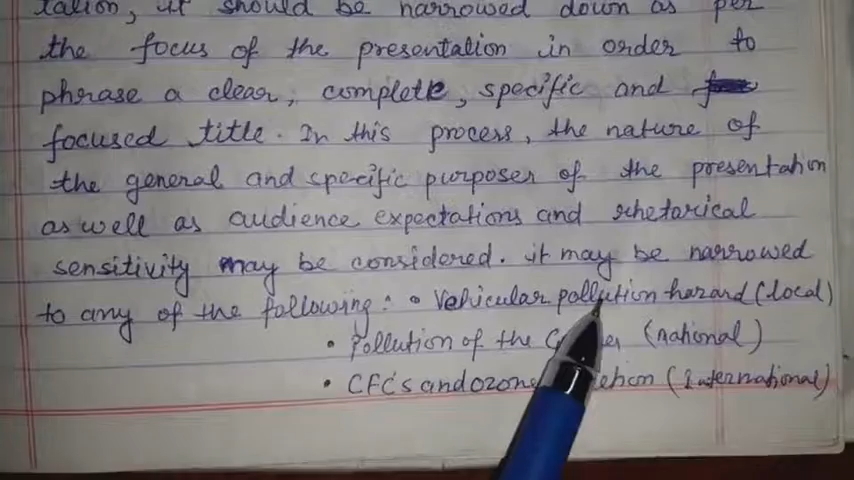 tation, it should be narrowed down as per
the focus of the presentation in order to
phrase a clear, complete, specific and
focused title. In this process, the nature of
the general and specific purposes of the presentation
as well as audience expectations and rhetorical
sensitivity may be considered. it may be narrowed
to any of the following: • Vehicular pollution hazard (local)
• Pollution of the (national)
• CFC's and ozone (International)